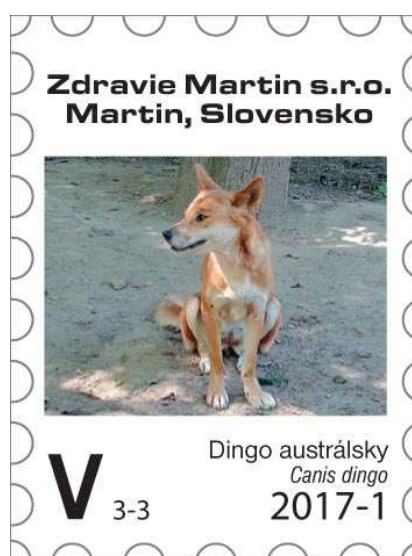 Zdravie Martin s.r.o.
Martin, Slovensko
Dingo austrálsky
Canis dingo
V 3-3 2017-1